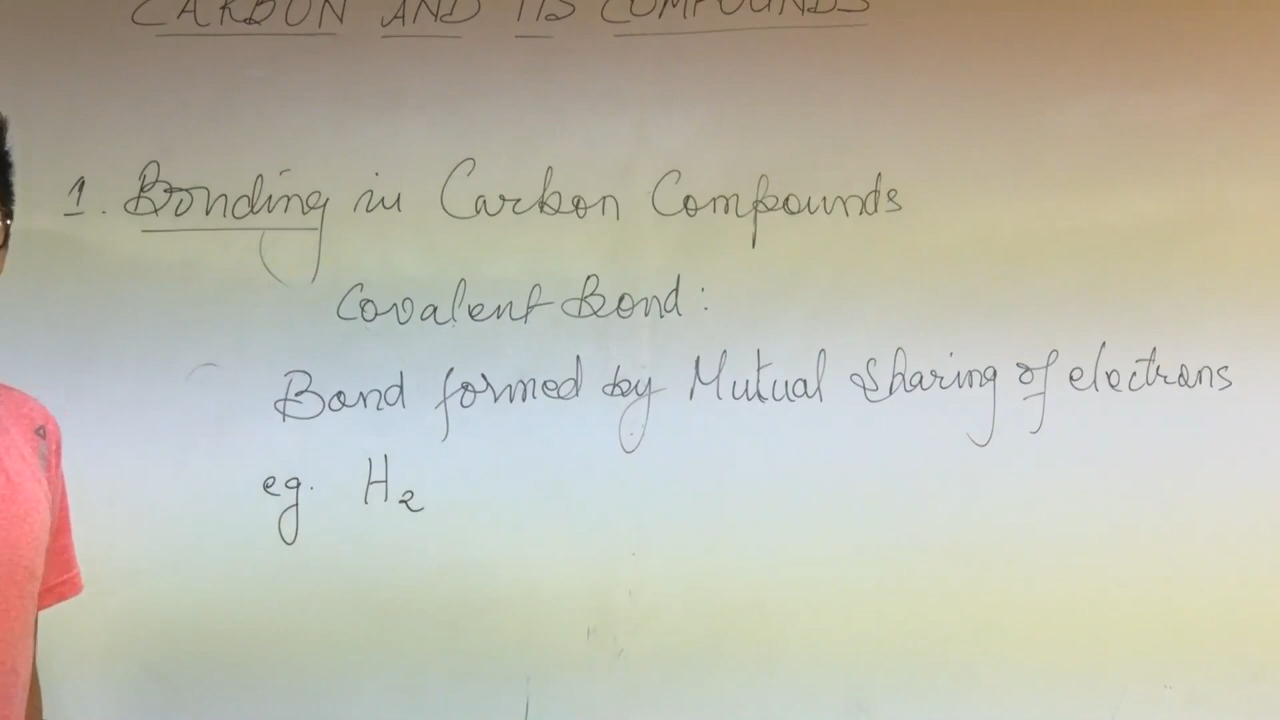 CARBON AND ITS COMPOUNDS
1. Bonding in Carbon Compounds
Covalent Bond:
Bond formed by Mutual Sharing of electrons
eg. H₂